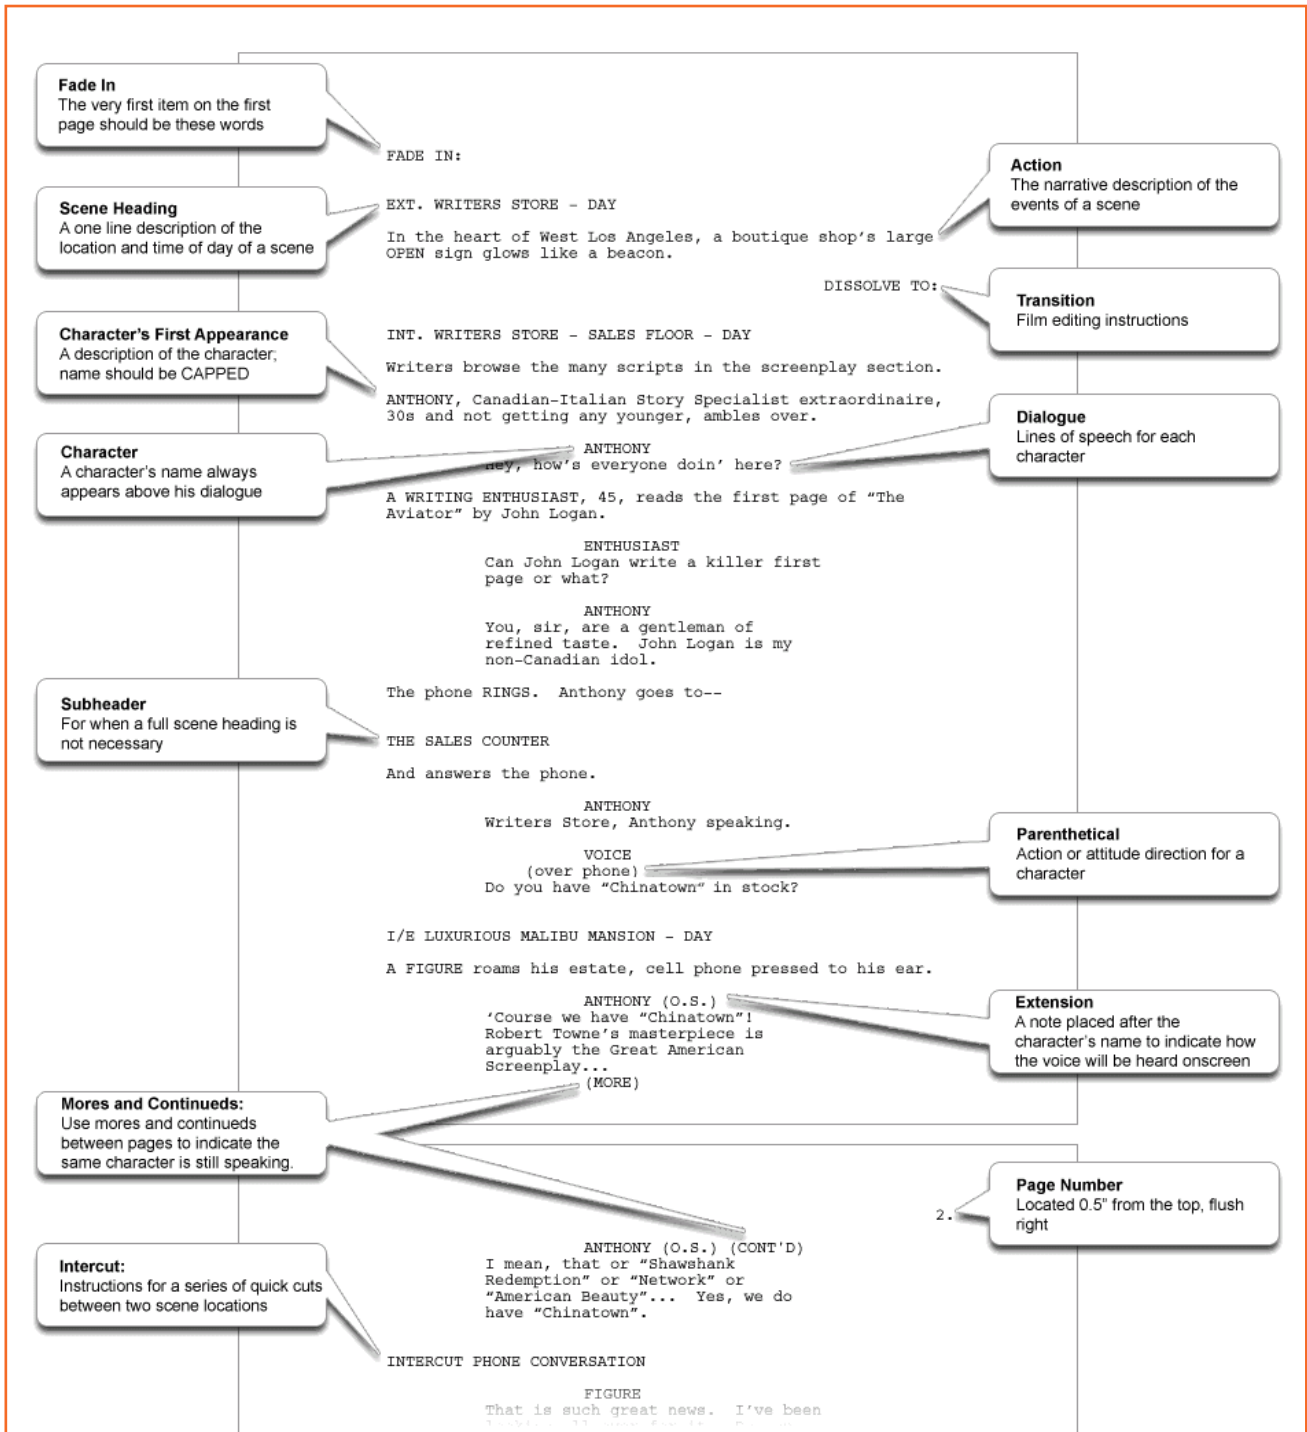 Fade In
The very first item on the first
page should be these words
FADE IN:
Action
The narrative description of the
events of a scene
Scene Heading
A one line description of the
location and time of day of a scene
EXT. WRITERS STORE - DAY
In the heart of West Los Angeles, a boutique shop's large
OPEN sign glows like a beacon.
DISSOLVE TO:
Transition
Film editing instructions
Character's First Appearance
A description of the character;
name should be CAPPED
INT. WRITERS STORE - SALES FLOOR - DAY
Writers browse the many scripts in the screenplay section.
ANTHONY, Canadian-Italian Story Specialist extraordinaire,
30s and not getting any younger, ambles over.
Dialogue
Lines of speech for each
character
Character
A character's name always
appears above his dialogue
ANTHONY
Hey, how's everyone doin' here?
A WRITING ENTHUSIAST, 45, reads the first page of “The
Aviator” by John Logan.
ENTHUSIAST
Can John Logan write a killer first
page or what?
ANTHONY
You, sir, are a gentleman of
refined taste.  John Logan is my
non-Canadian idol.
The phone RINGS.  Anthony goes to--
Subheader
For when a full scene heading is
not necessary
THE SALES COUNTER
And answers the phone.
ANTHONY
Writers Store, Anthony speaking.
VOICE
(over phone)
Do you have “Chinatown” in stock?
Parenthetical
Action or attitude direction for a
character
I/E LUXURIOUS MALIBU MANSION - DAY
A FIGURE roams his estate, cell phone pressed to his ear.
ANTHONY (O.S.)
‘Course we have “Chinatown”!
Robert Towne's masterpiece is
arguably the Great American
Screenplay...
(MORE)
Extension
A note placed after the
character's name to indicate how
the voice will be heard onscreen
Mores and Continueds:
Use mores and continueds
between pages to indicate the
same character is still speaking.
Page Number
Located 0.5” from the top, flush
right
2.
ANTHONY (O.S.) (CONT'D)
I mean, that or “Shawshank
Redemption” or “Network” or
“American Beauty”...  Yes, we do
have “Chinatown”.
Intercut:
Instructions for a series of quick cuts
between two scene locations
INTERCUT PHONE CONVERSATION
FIGURE
That is such great news.  I've been